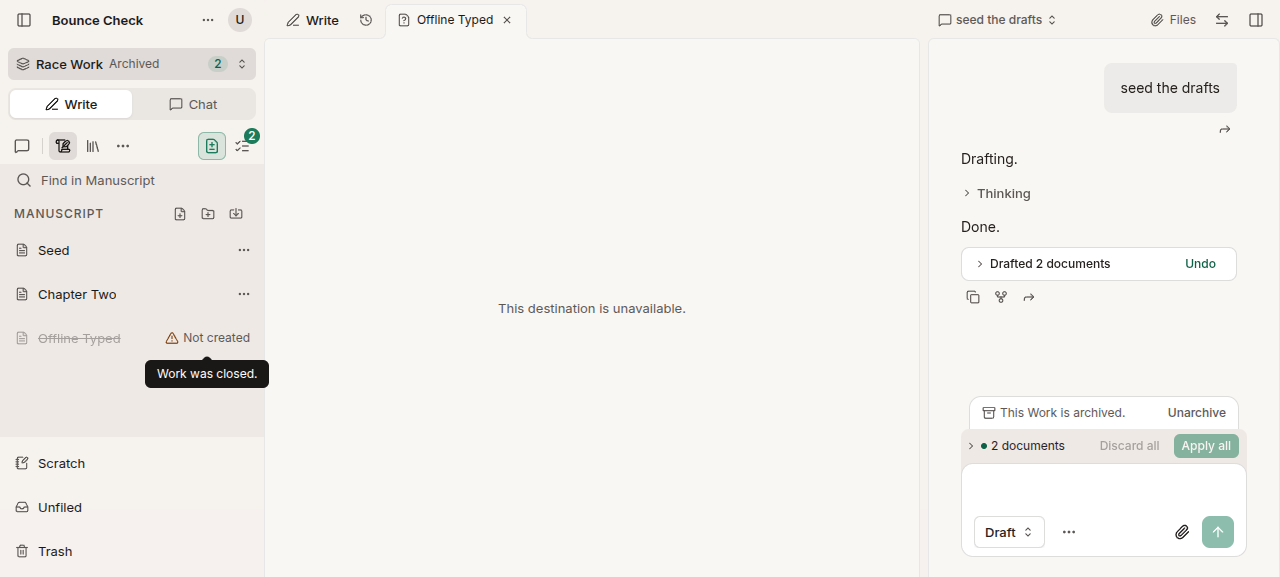 Bounce Check
U
Write
Offline Typed
seed the drafts
Files
Race Work Archived 2
Write
Chat
2
Find in Manuscript
MANUSCRIPT
Seed
Chapter Two
Offline Typed
Not created
Work was closed.
Scratch
Unfiled
Trash
This destination is unavailable.
seed the drafts
Drafting.
Thinking
Done.
Drafted 2 documents
Undo
This Work is archived.
Unarchive
2 documents
Discard all
Apply all
Draft